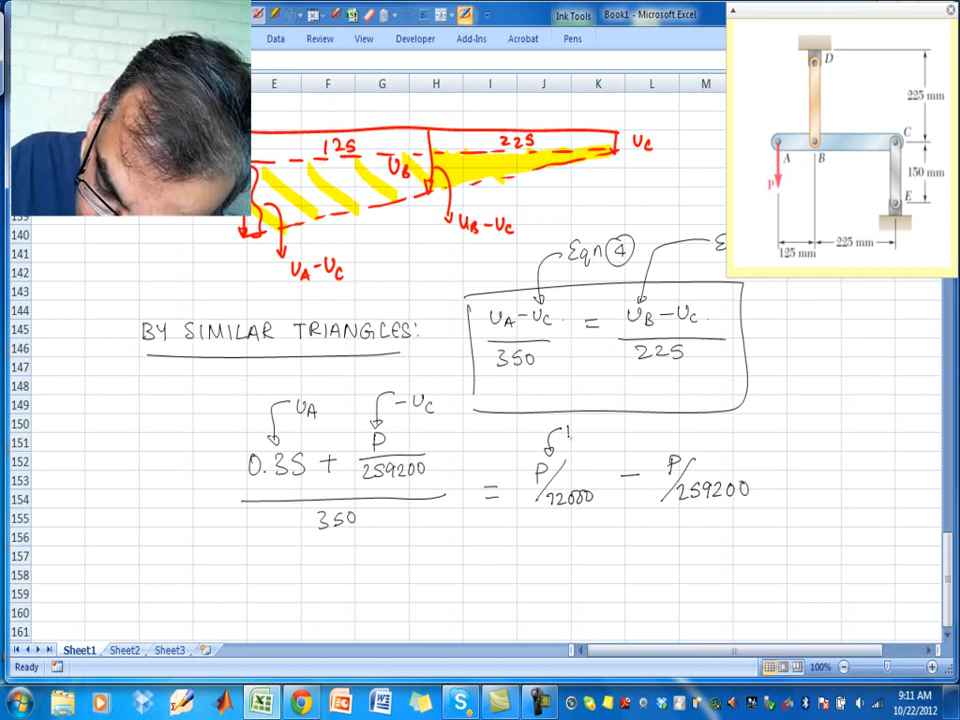 Ink Tools
Book1 - Microsoft Excel
Data Review View Developer Add-Ins Acrobat Pens
E F G H I J K L M
139
140
141
142
143
144
145
146
147
148
149
150
151
152
153
154
155
156
157
158
159
160
161
125
225
UB
UC
UB-UC
UA-UC
Eqn 4
E
BY SIMILAR TRIANGLES:
UA-UC = UB-UC
350 225
UA
-UC
0.35 + P/259200
350
= P/72000 - P/259200
D
225 mm
C
A B
P
150 mm
E
225 mm
125 mm
Sheet1 Sheet2 Sheet3
Ready
100%
9:11 AM
10/22/2012